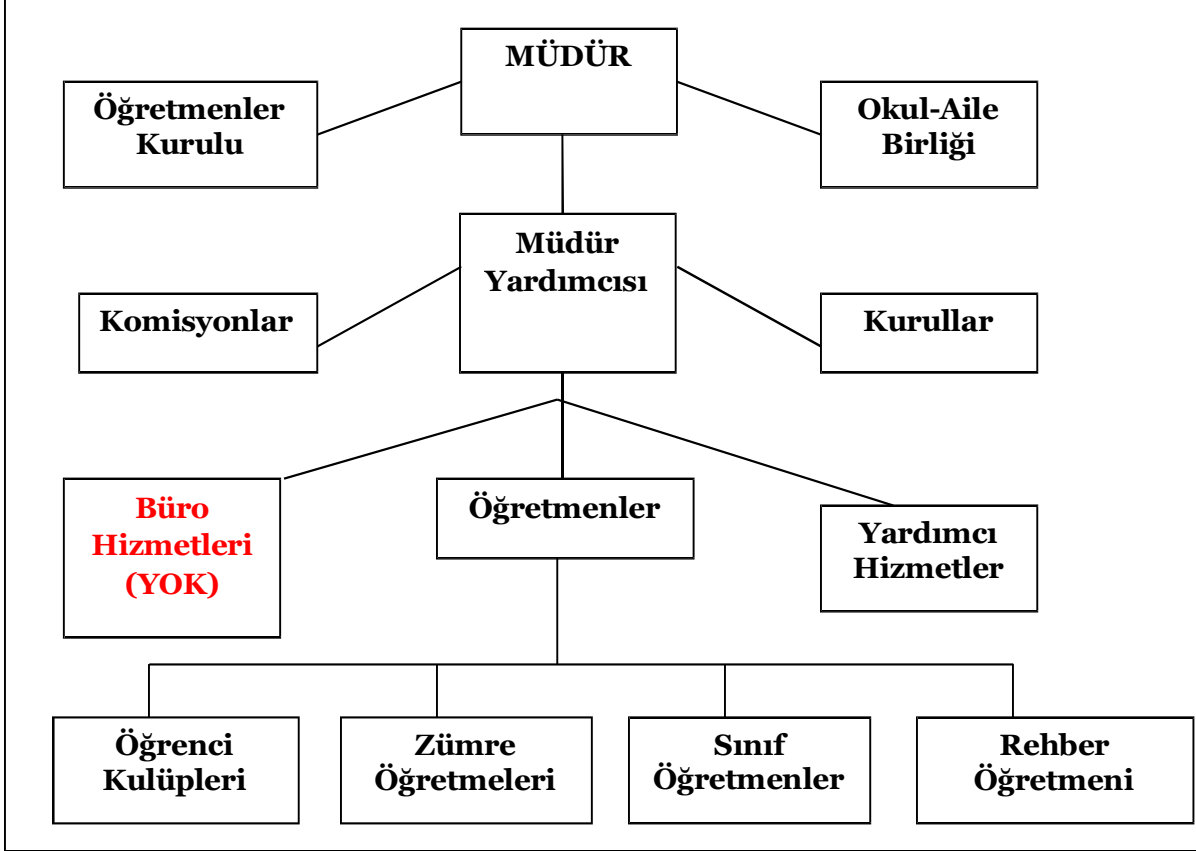 MÜDÜR
Öğretmenler
Kurulu
Okul-Aile
Birliği
Müdür
Yardımcısı
Komisyonlar
Kurullar
Büro
Hizmetleri
(YOK)
Öğretmenler
Yardımcı
Hizmetler
Öğrenci
Kulüpleri
Zümre
Öğretmeleri
Sınıf
Öğretmenler
Rehber
Öğretmeni